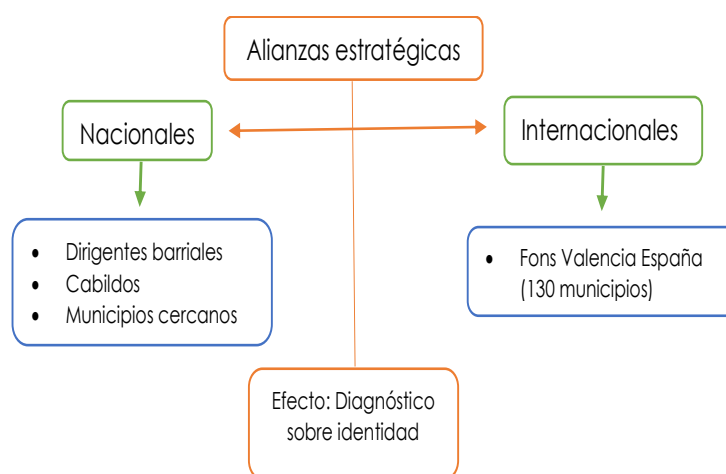 Alianzas estratégicas
Nacionales
Internacionales
• Dirigentes barriales
• Cabildos
• Municipios cercanos
• Fons Valencia España
(130 municipios)
Efecto: Diagnóstico
sobre identidad